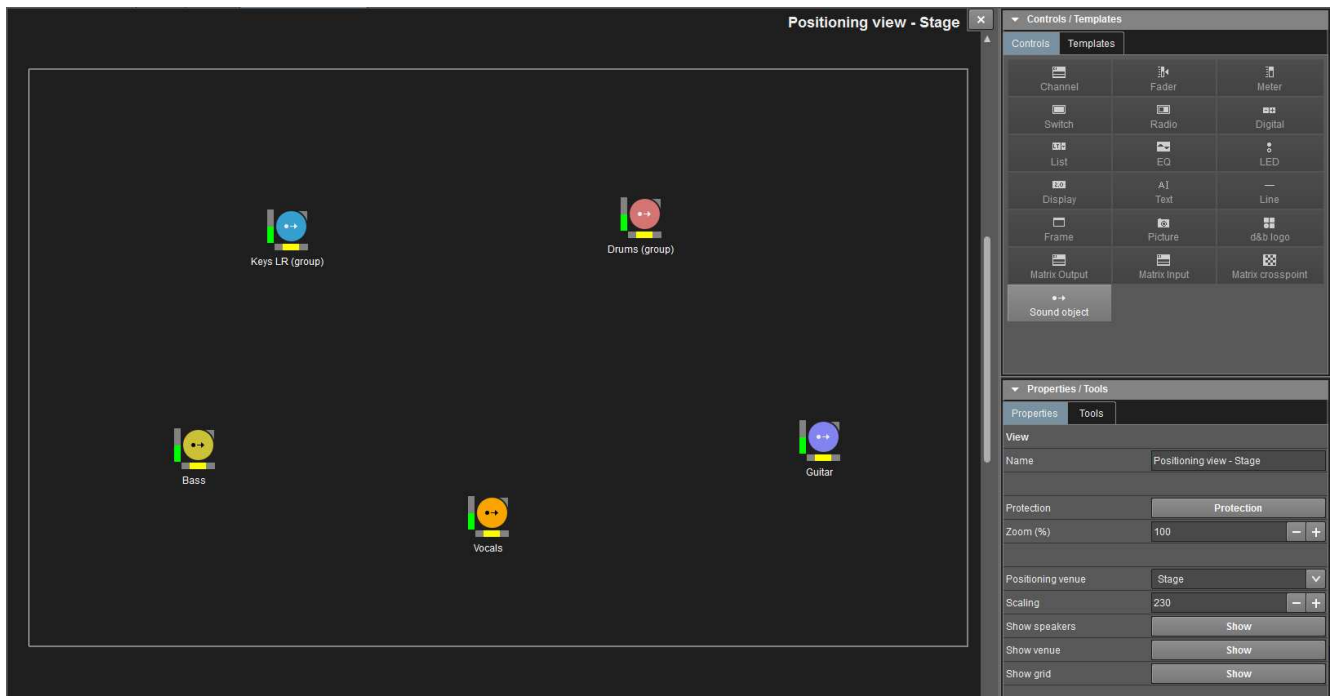 Positioning view - Stage
Keys LR (group)
Drums (group)
Bass
Guitar
Vocals
Controls / Templates
Controls Templates
Channel Fader Meter
Switch Radio Digital
List EQ LED
2.0 AI
Display Text Line
Frame Picture d&b logo
Matrix Output Matrix Input Matrix crosspoint
Sound object
Properties / Tools
Properties Tools
View
Name Positioning view - Stage
Protection Protection
Zoom (%) 100 − +
Positioning venue Stage
Scaling 230 − +
Show speakers Show
Show venue Show
Show grid Show